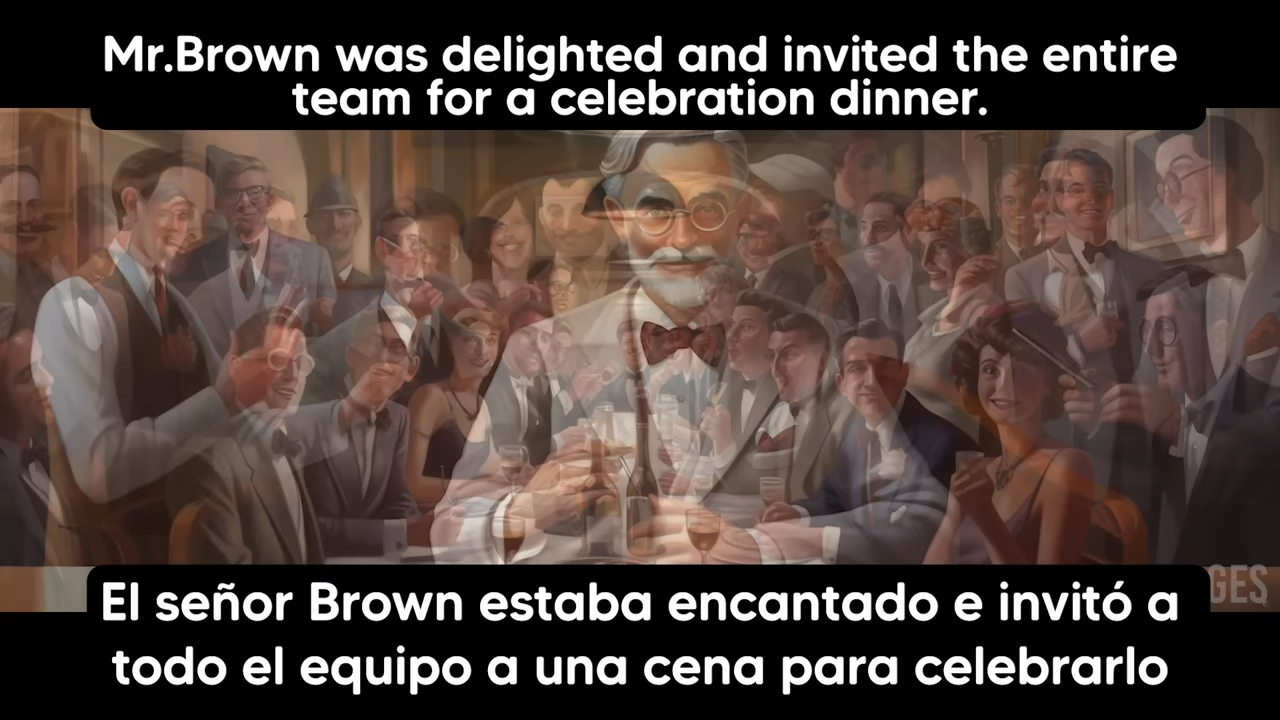 Mr.Brown was delighted and invited the entire
team for a celebration dinner.
El señor Brown estaba encantado e invitó a
todo el equipo a una cena para celebrarlo